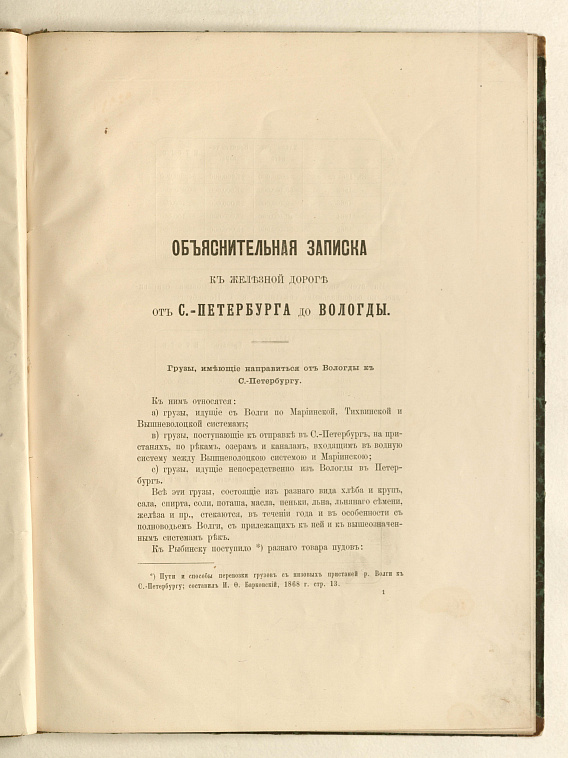 ОБЪЯСНИТЕЛЬНАЯ ЗАПИСКА
КЪ ЖЕЛѢЗНОЙ ДОРОГѢ
ОТЪ С.-ПЕТЕРБУРГА ДО ВОЛОГДЫ.
Грузы, имѣющіе направиться отъ Вологды къ
С.-Петербургу.
Къ нимъ относятся:
а) грузы, идущіе съ Волги по Маріинской, Тихвинской и
Вышневолоцкой системамъ;
в) грузы, поступающіе къ отправкѣ въ С.-Петербургъ, на при-
станяхъ, по рѣкамъ, озерамъ и каналамъ, входящимъ въ водную
систему между Вышневолоцкою системою и Маріинскою;
с) грузы, идущіе непосредственно изъ Вологды въ Петер-
бургъ.
Всѣ эти грузы, состоящіе изъ разнаго вида хлѣба и крупъ,
сала, спирта, соли, поташа, масла, пеньки, льна, льнянаго сѣмени,
желѣза и пр., стекаются, въ теченіи года и въ особенности съ
полноводьемъ Волги, съ прилежащихъ къ ней и къ вышеозначен-
нымъ системамъ рѣкъ.
Къ Рыбинску поступило *) разнаго товара пудовъ:
*) Пути и способы перевозки грузовъ съ низовыхъ пристаней р. Волги къ
С.-Петербургу; составилъ И. Ѳ. Борковскій, 1868 г. стр. 13.
1